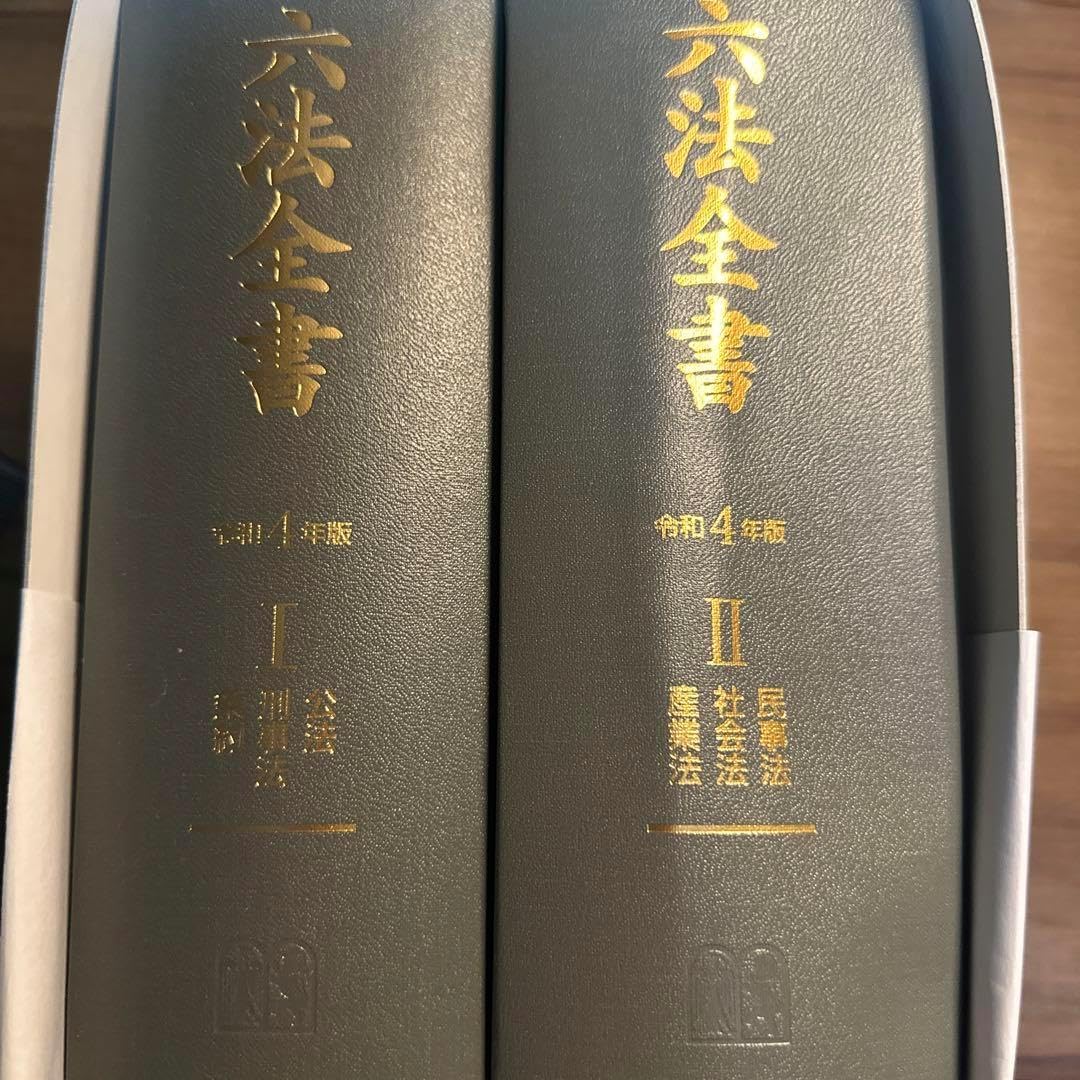 六法全書
令和4年版
I
公法
刑事法
条約
六法全書
令和4年版
II
民事法
社会法
産業法